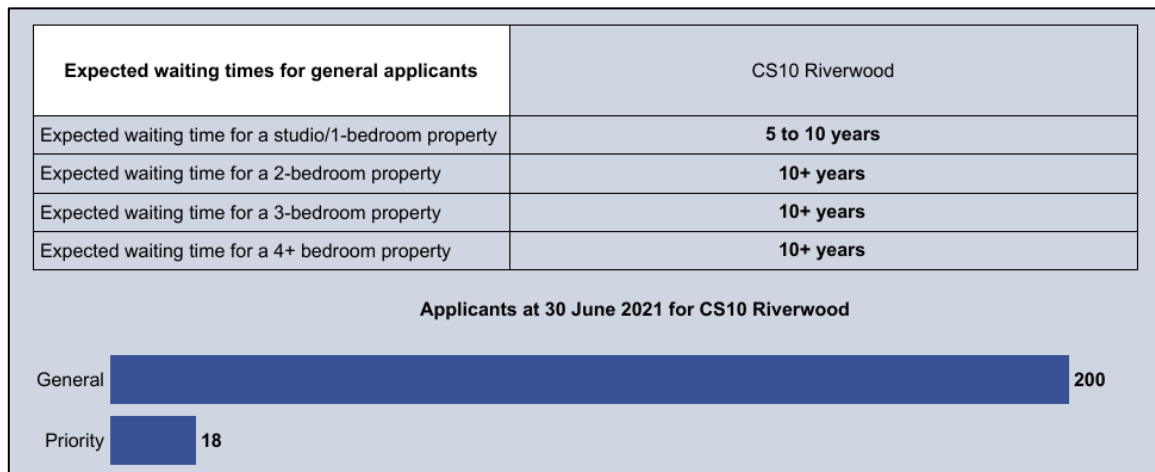 Expected waiting times for general applicants
CS10 Riverwood
Expected waiting time for a studio/1-bedroom property
5 to 10 years
Expected waiting time for a 2-bedroom property
10+ years
Expected waiting time for a 3-bedroom property
10+ years
Expected waiting time for a 4+ bedroom property
10+ years
Applicants at 30 June 2021 for CS10 Riverwood
General
200
Priority
18